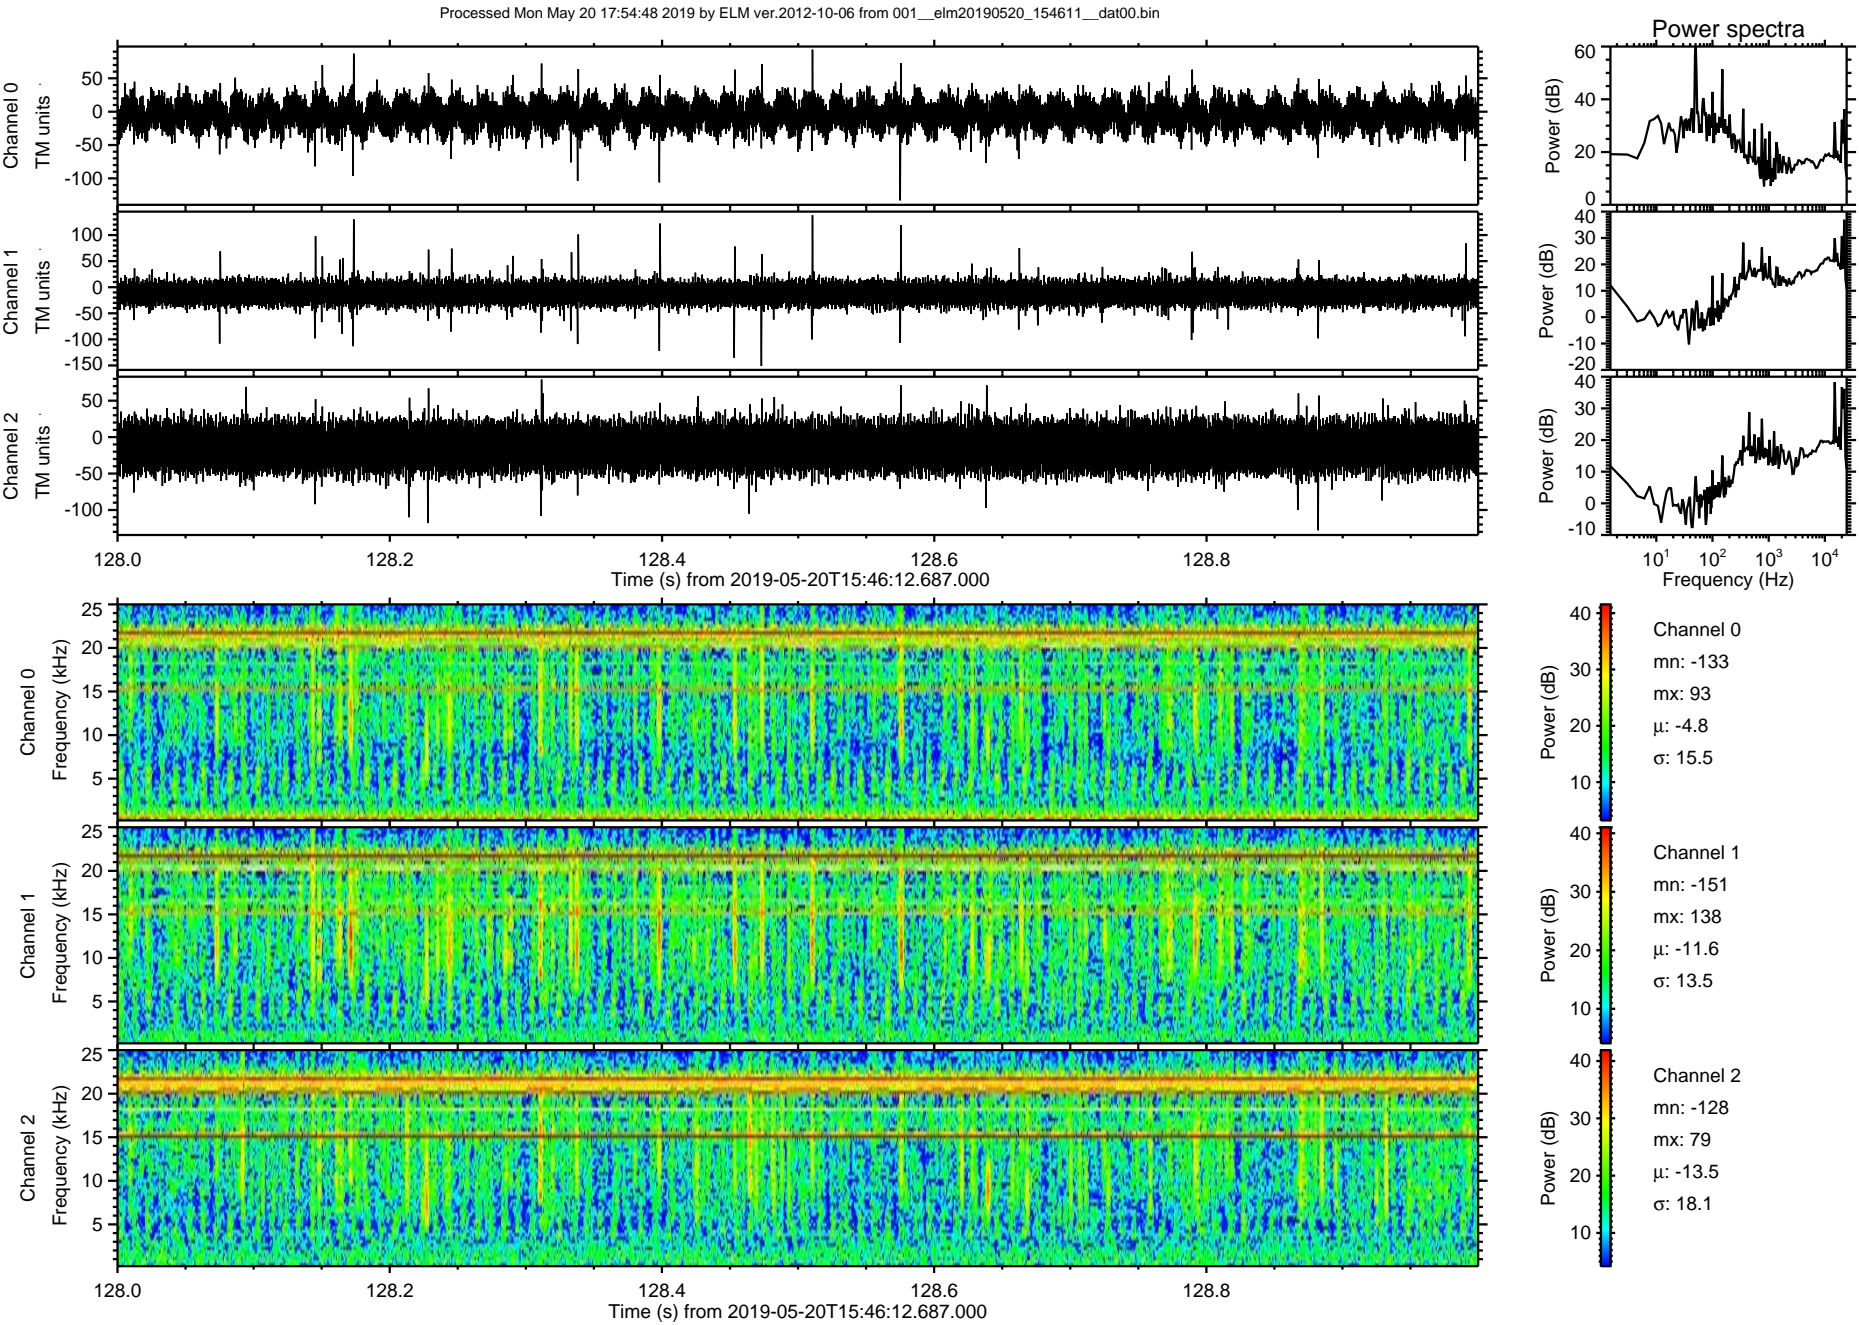 Processed Mon May 20 17:54:48 2019 by ELM ver.2012-10-06 from 001__elm20190520_154611__dat00.bin
Power spectra
Channel 0
TM units
50
0
-50
-100
Power (dB)
60
40
20
0
Channel 1
TM units
100
50
0
-50
-100
-150
Power (dB)
40
30
20
10
0
-10
-20
Channel 2
TM units
50
0
-50
-100
Power (dB)
40
30
20
10
0
-10
128.0 128.2 128.4 128.6 128.8
Time (s) from 2019-05-20T15:46:12.687.000
10^1 10^2 10^3 10^4
Frequency (Hz)
Channel 0
Frequency (kHz)
25
20
15
10
5
Power (dB)
40
30
20
10
Channel 0
mn: -133
mx: 93
μ: -4.8
σ: 15.5
Channel 1
Frequency (kHz)
25
20
15
10
5
Power (dB)
40
30
20
10
Channel 1
mn: -151
mx: 138
μ: -11.6
σ: 13.5
Channel 2
Frequency (kHz)
25
20
15
10
5
Power (dB)
40
30
20
10
Channel 2
mn: -128
mx: 79
μ: -13.5
σ: 18.1
128.0 128.2 128.4 128.6 128.8
Time (s) from 2019-05-20T15:46:12.687.000